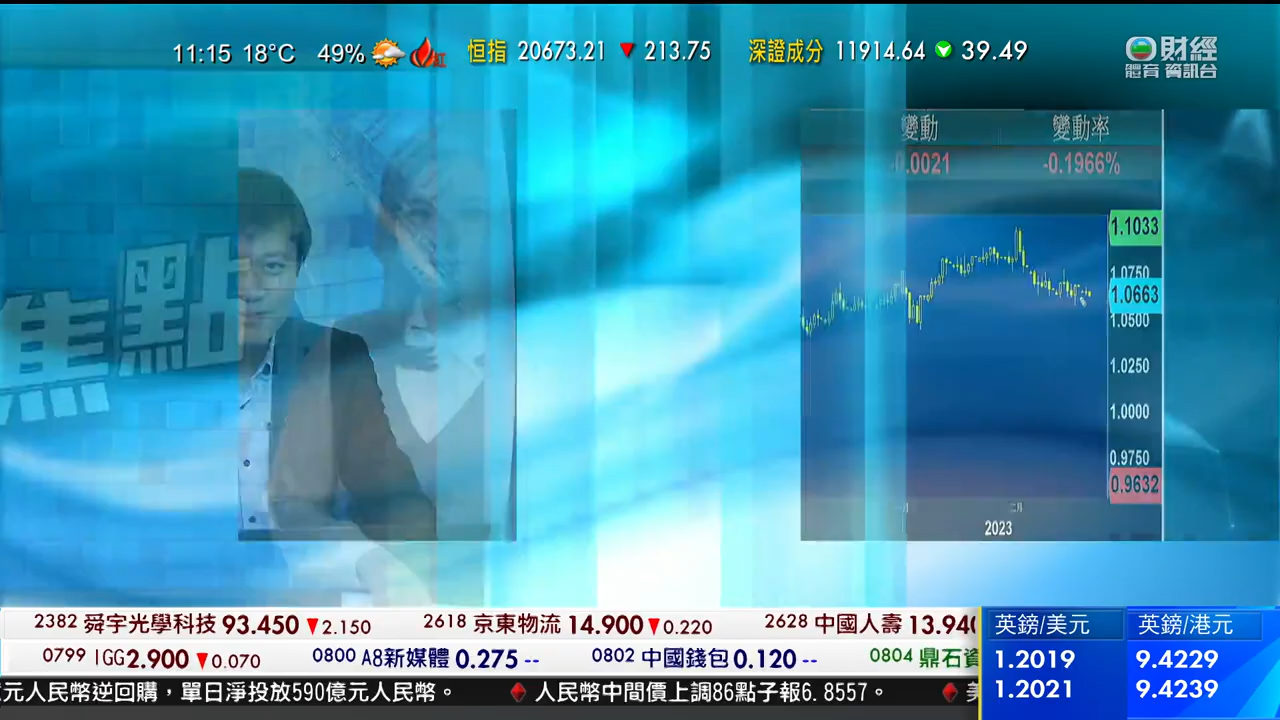 11:15 18°C 49% 紅 恒指 20673.21 ▼ 213.75 深證成分 11914.64 39.49
財經
體育 資訊台
變動 變動率
-0.0021 -0.1966%
焦點
1.1033
1.0750
1.0663
1.0500
1.0250
1.0000
0.9750
0.9632
二月
2023
2382 舜宇光學科技 93.450 ▼ 2.150 2618 京東物流 14.900 ▼ 0.220 2628 中國人壽 13.940
0799 IGG 2.900 ▼ 0.070 0800 A8新媒體 0.275 -- 0802 中國錢包 0.120 -- 0804 鼎石資
元人民幣逆回購，單日淨投放590億元人民幣。 人民幣中間價上調86點子報6.8557。 美
英鎊/美元 英鎊/港元
1.2019 9.4229
1.2021 9.4239